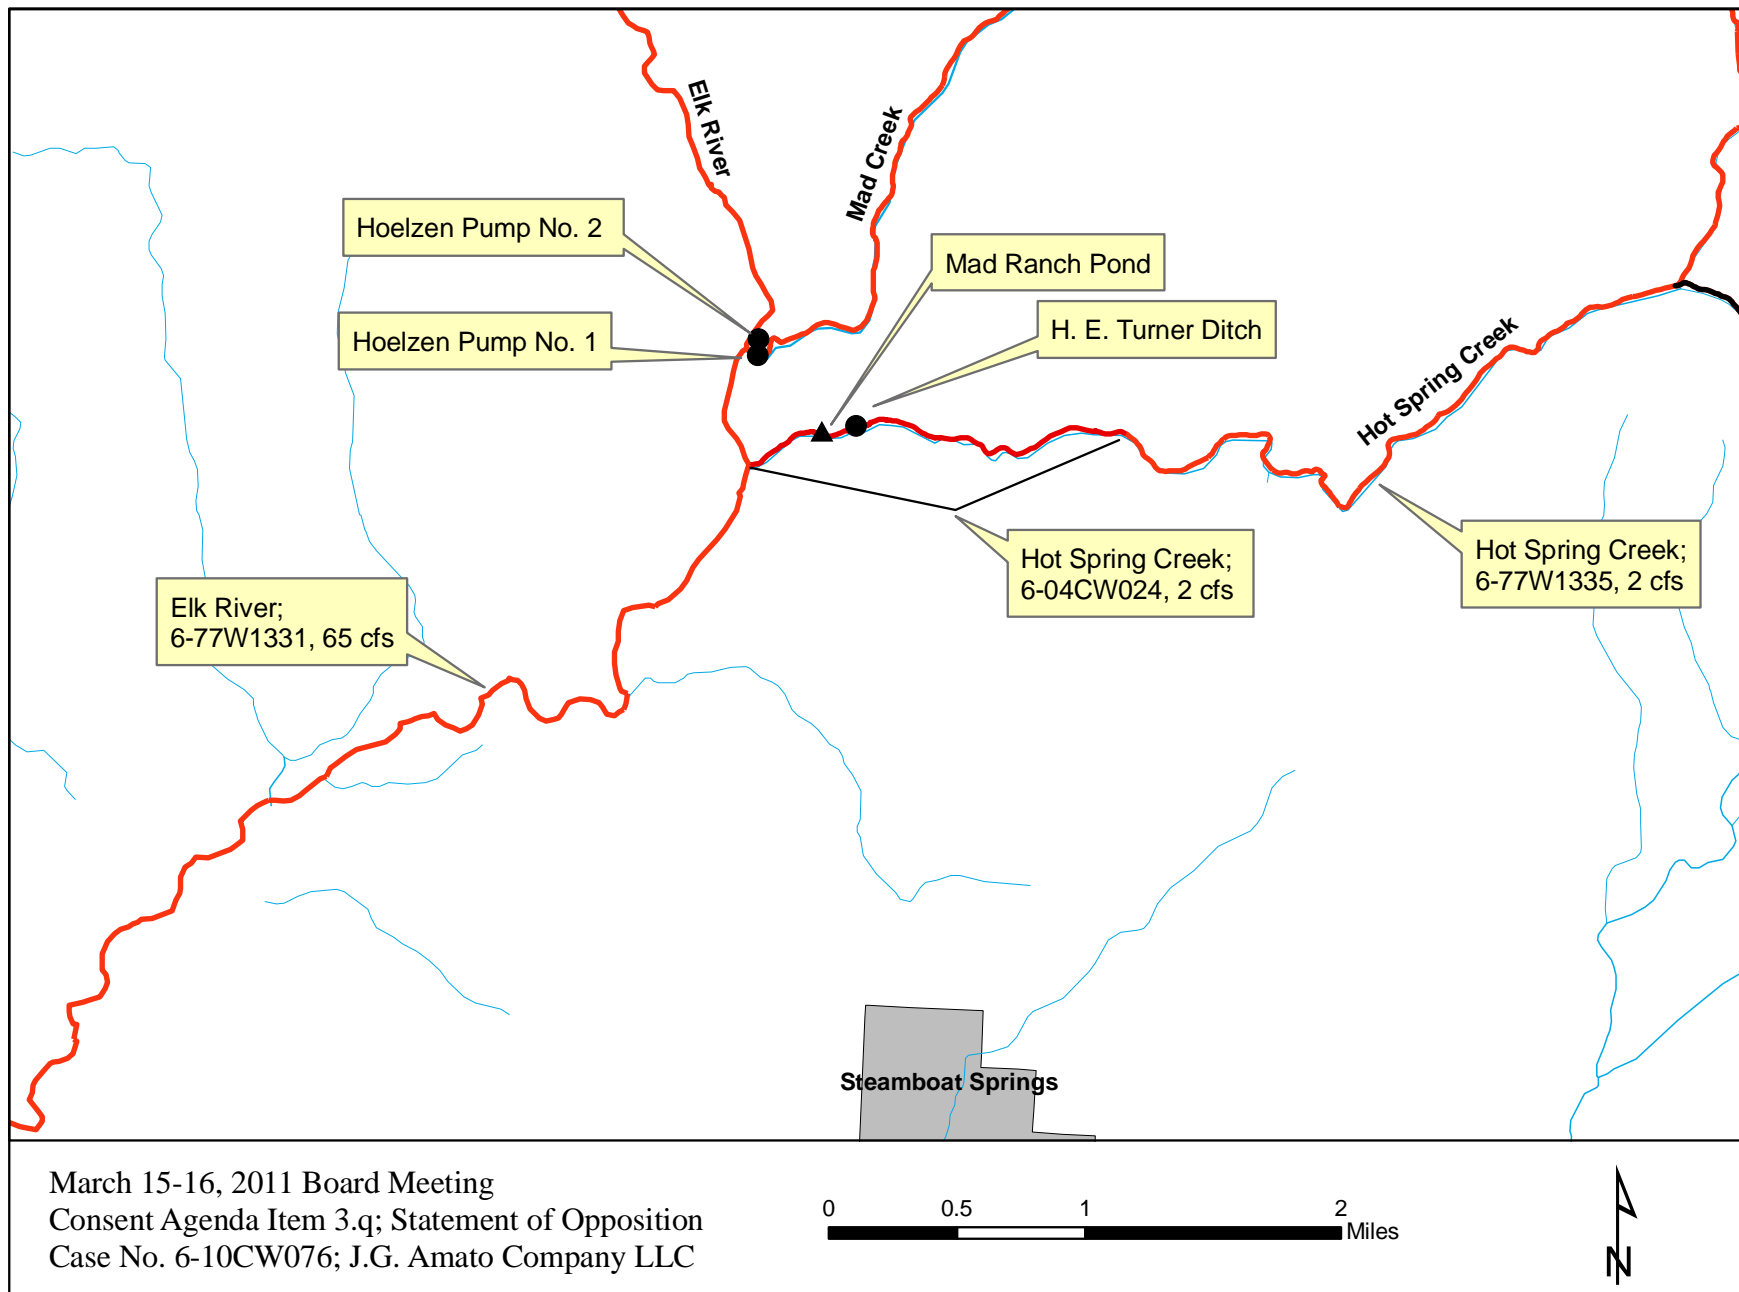 Elk River
Mad Creek
Hoelzen Pump No. 2
Mad Ranch Pond
Hoelzen Pump No. 1
H. E. Turner Ditch
Hot Spring Creek
Hot Spring Creek;
6-04CW024, 2 cfs
Hot Spring Creek;
6-77W1335, 2 cfs
Elk River;
6-77W1331, 65 cfs
Steamboat Springs
March 15-16, 2011 Board Meeting
Consent Agenda Item 3.q; Statement of Opposition
Case No. 6-10CW076; J.G. Amato Company LLC
0 0.5 1 2
Miles
N